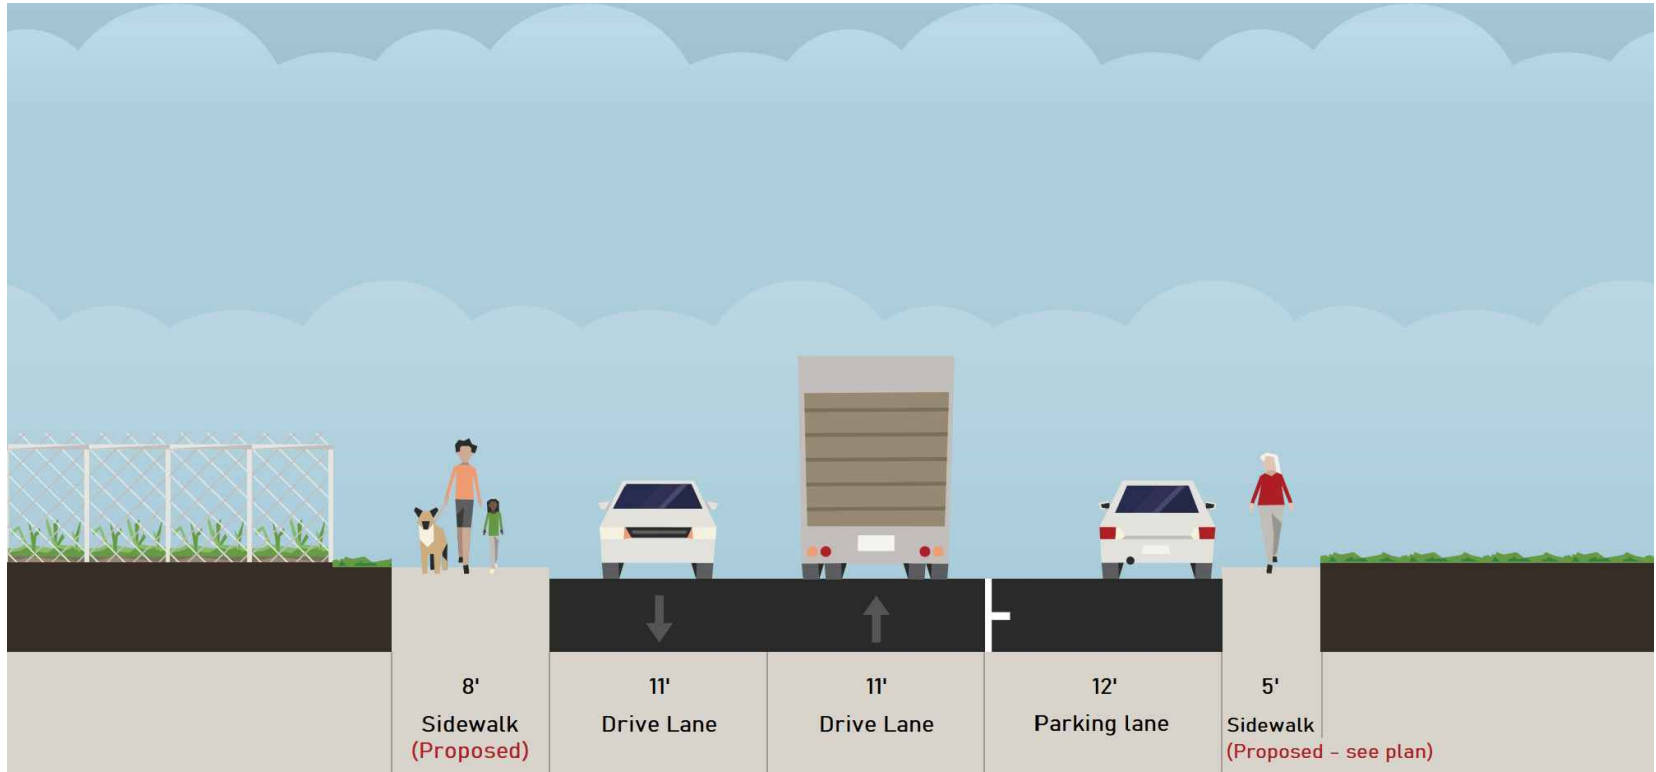 8'
Sidewalk
(Proposed)
11'
Drive Lane
11'
Drive Lane
12'
Parking lane
5'
Sidewalk
(Proposed - see plan)